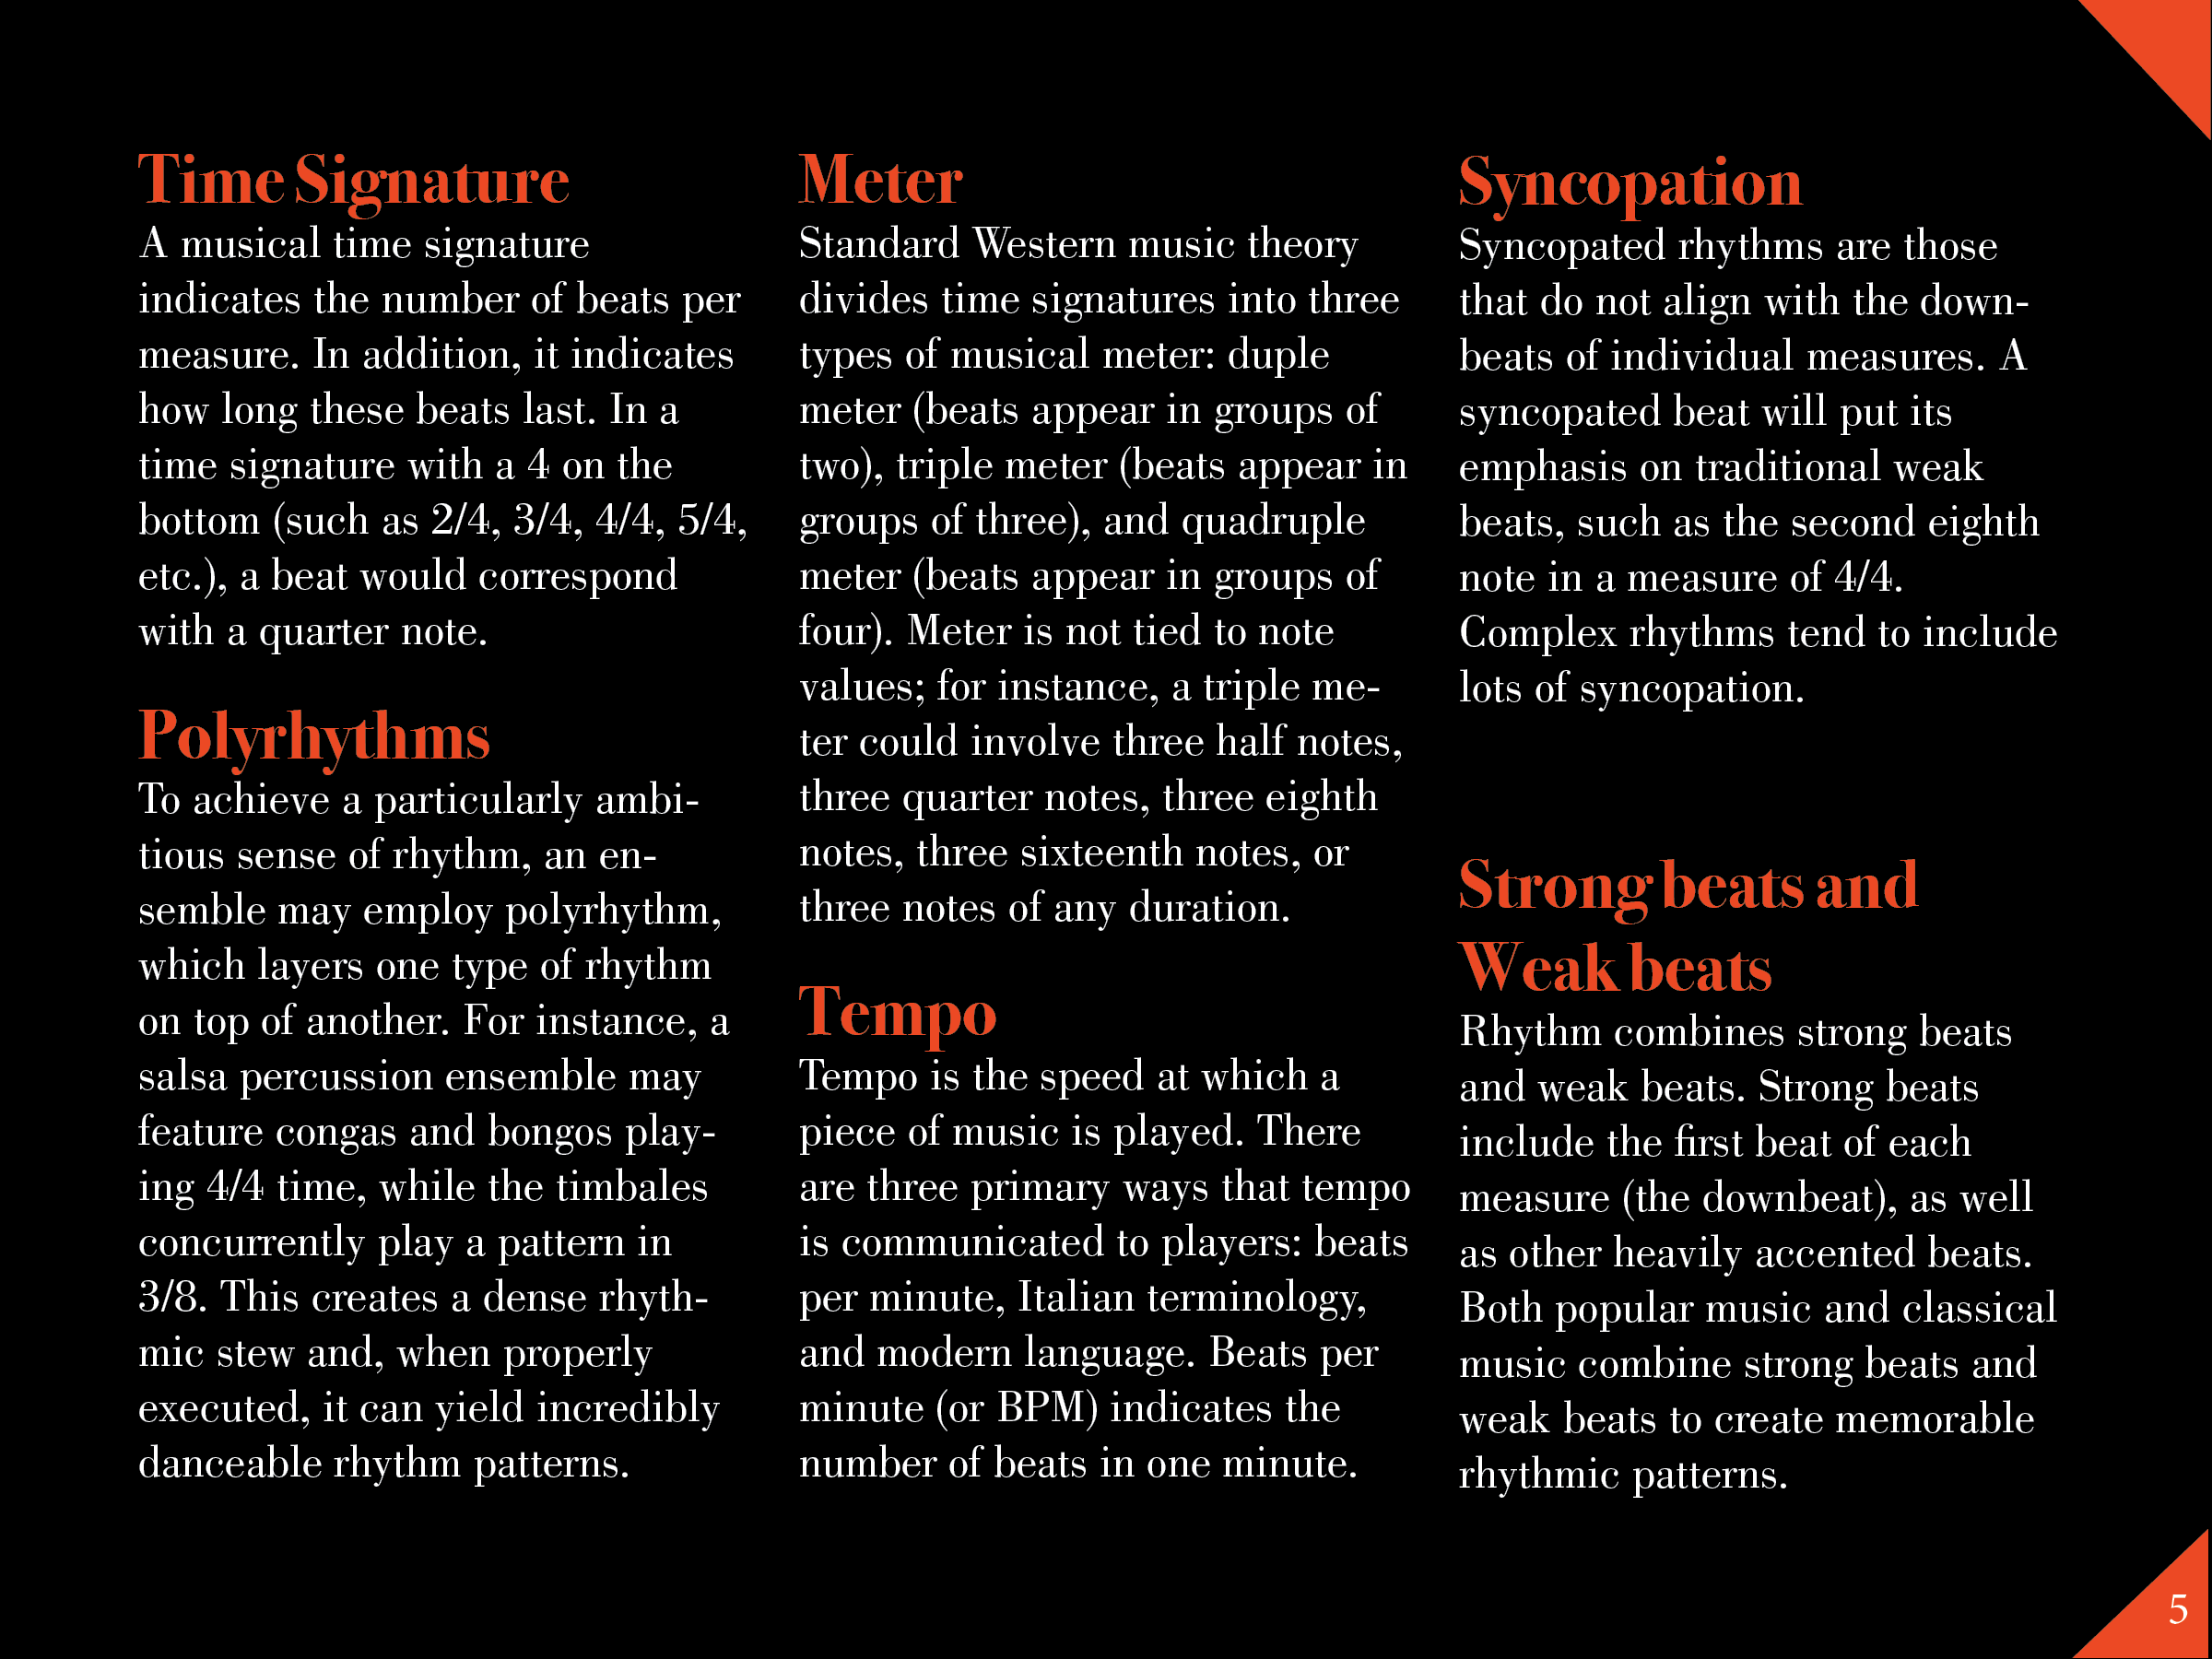 Time Signature
A musical time signature
indicates the number of beats per
measure. In addition, it indicates
how long these beats last. In a
time signature with a 4 on the
bottom (such as 2/4, 3/4, 4/4, 5/4,
etc.), a beat would correspond
with a quarter note.
Polyrhythms
To achieve a particularly ambi-
tious sense of rhythm, an en-
semble may employ polyrhythm,
which layers one type of rhythm
on top of another. For instance, a
salsa percussion ensemble may
feature congas and bongos play-
ing 4/4 time, while the timbales
concurrently play a pattern in
3/8. This creates a dense rhyth-
mic stew and, when properly
executed, it can yield incredibly
danceable rhythm patterns.
Meter
Standard Western music theory
divides time signatures into three
types of musical meter: duple
meter (beats appear in groups of
two), triple meter (beats appear in
groups of three), and quadruple
meter (beats appear in groups of
four). Meter is not tied to note
values; for instance, a triple me-
ter could involve three half notes,
three quarter notes, three eighth
notes, three sixteenth notes, or
three notes of any duration.
Tempo
Tempo is the speed at which a
piece of music is played. There
are three primary ways that tempo
is communicated to players: beats
per minute, Italian terminology,
and modern language. Beats per
minute (or BPM) indicates the
number of beats in one minute.
Syncopation
Syncopated rhythms are those
that do not align with the down-
beats of individual measures. A
syncopated beat will put its
emphasis on traditional weak
beats, such as the second eighth
note in a measure of 4/4.
Complex rhythms tend to include
lots of syncopation.
Strong beats and
Weak beats
Rhythm combines strong beats
and weak beats. Strong beats
include the first beat of each
measure (the downbeat), as well
as other heavily accented beats.
Both popular music and classical
music combine strong beats and
weak beats to create memorable
rhythmic patterns.
5